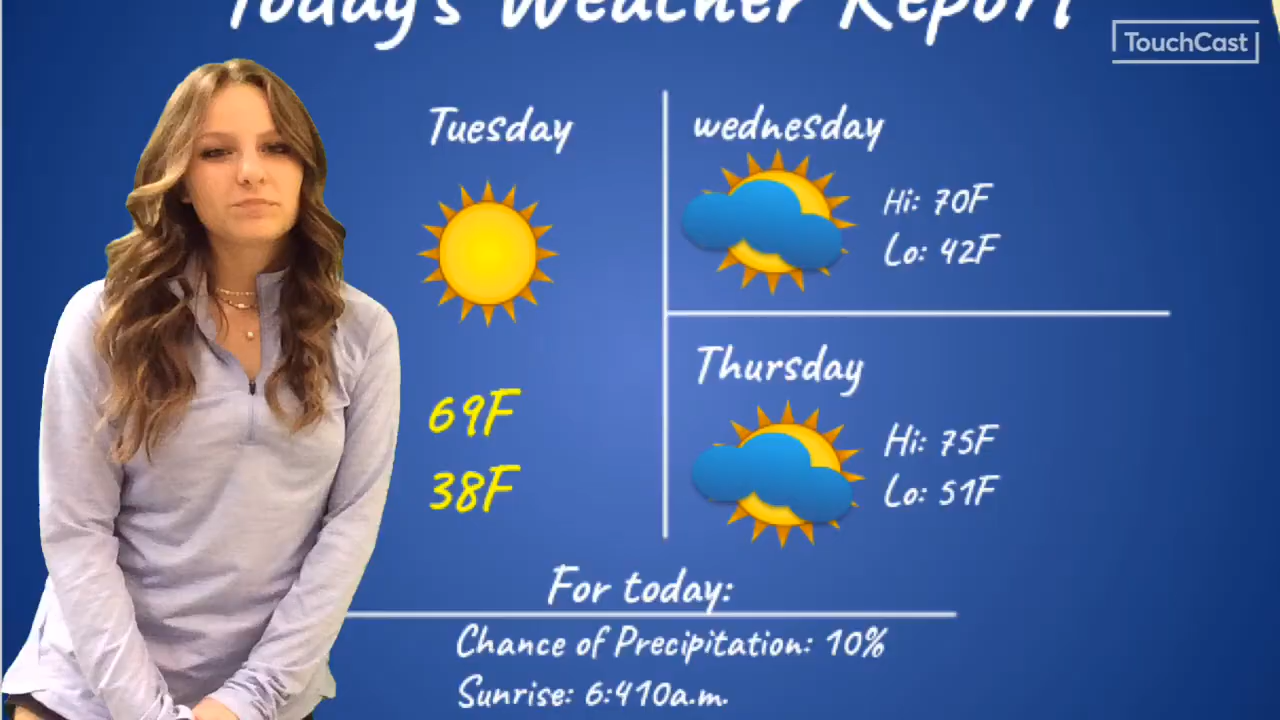 Today's Weather Report
TouchCast
Tuesday
69F
38F
wednesday
Hi: 70F
Lo: 42F
Thursday
Hi: 75F
Lo: 51F
For today:
Chance of Precipitation: 10%
Sunrise: 6:410a.m.